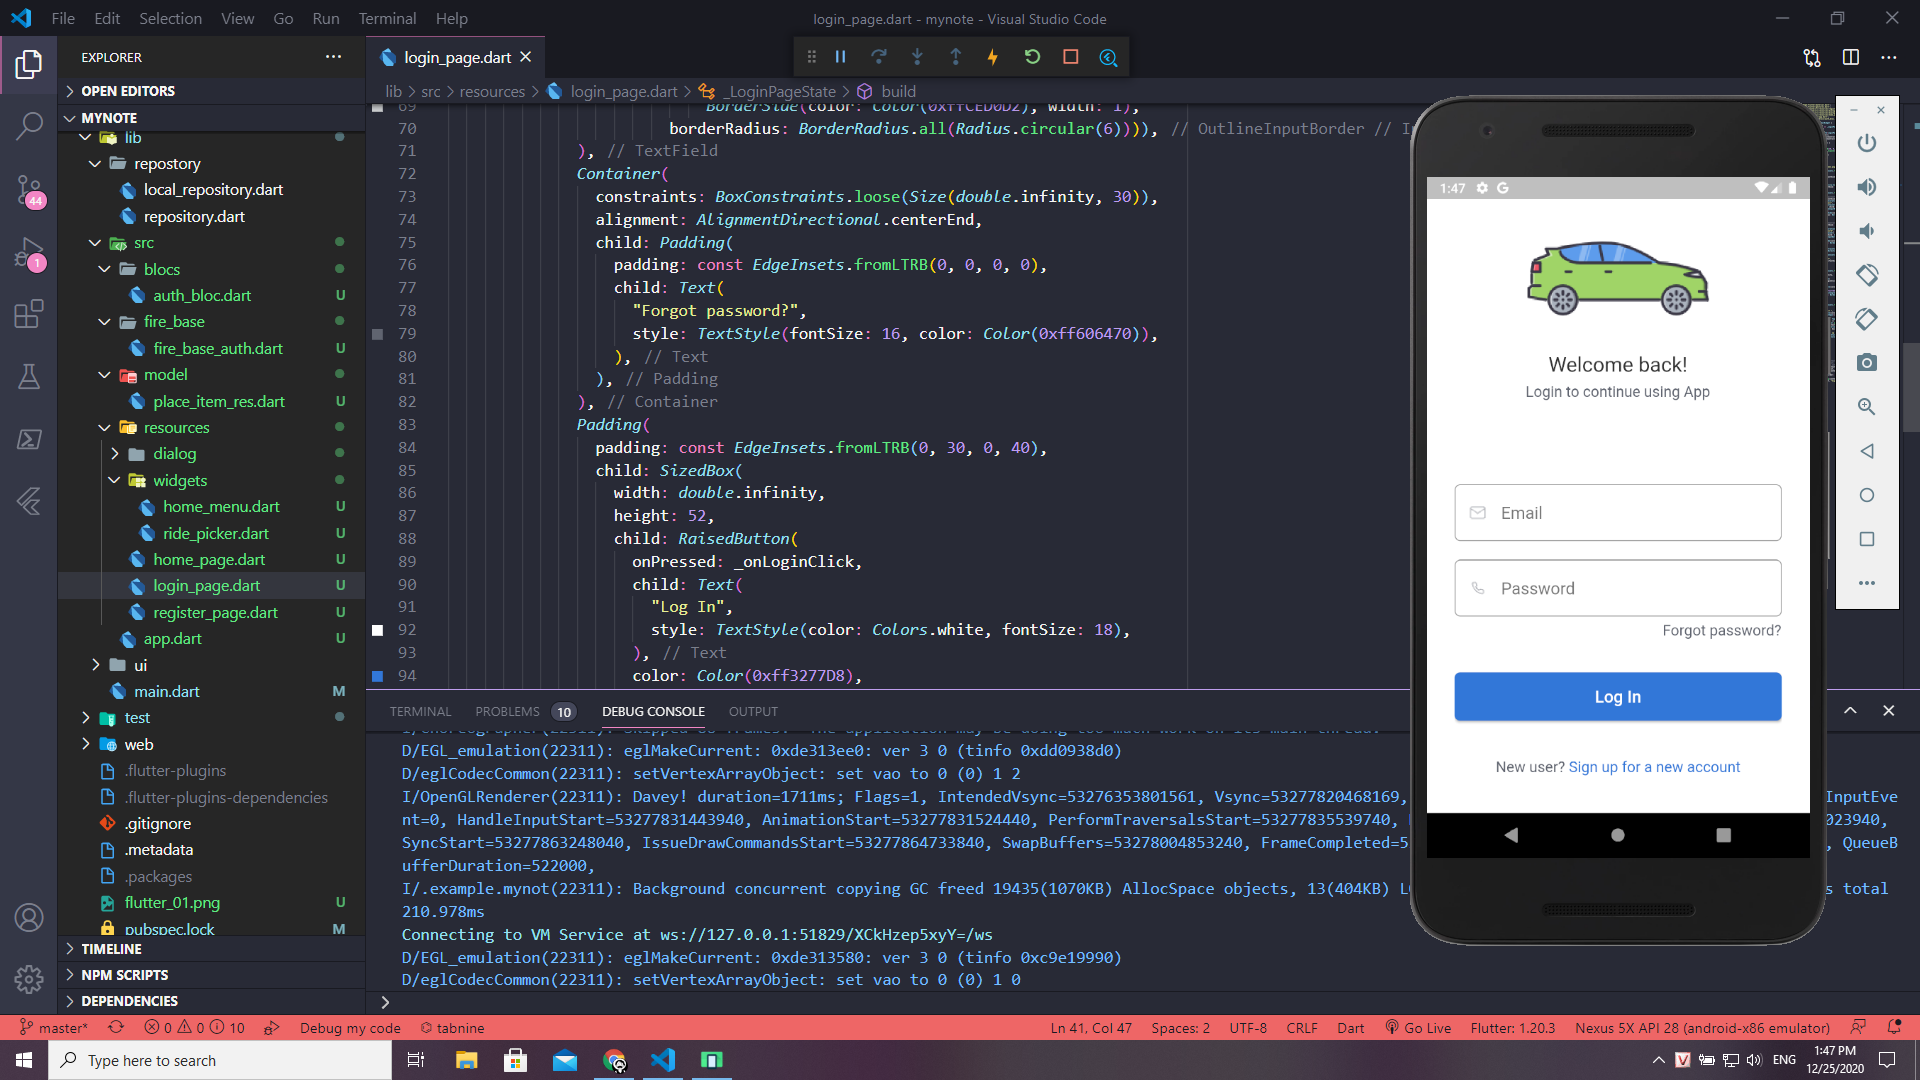 File Edit Selection View Go Run Terminal Help
login_page.dart - mynote - Visual Studio Code
EXPLORER
OPEN EDITORS
MYNOTE
lib
repostory
local_repository.dart
repository.dart
src
blocs
auth_bloc.dart U
fire_base
fire_base_auth.dart U
model
place_item_res.dart U
resources
dialog
widgets
home_menu.dart U
ride_picker.dart U
home_page.dart U
login_page.dart U
register_page.dart U
app.dart U
ui
main.dart M
test
web
.flutter-plugins
.flutter-plugins-dependencies
.gitignore
.metadata
.packages
flutter_01.png U
pubspec.lock M
TIMELINE
NPM SCRIPTS
DEPENDENCIES
44
1
login_page.dart
lib > src > resources > login_page.dart > _LoginPageState > build
69 BorderSide(color: Color(0xffCED0D2), width: 1),
70 borderRadius: BorderRadius.all(Radius.circular(6)))), // OutlineInputBorder // I
71 ), // TextField
72 Container(
73 constraints: BoxConstraints.loose(Size(double.infinity, 30)),
74 alignment: AlignmentDirectional.centerEnd,
75 child: Padding(
76 padding: const EdgeInsets.fromLTRB(0, 0, 0, 0),
77 child: Text(
78 "Forgot password?",
79 style: TextStyle(fontSize: 16, color: Color(0xff606470)),
80 ), // Text
81 ), // Padding
82 ), // Container
83 Padding(
84 padding: const EdgeInsets.fromLTRB(0, 30, 0, 40),
85 child: SizedBox(
86 width: double.infinity,
87 height: 52,
88 child: RaisedButton(
89 onPressed: _onLoginClick,
90 child: Text(
91 "Log In",
92 style: TextStyle(color: Colors.white, fontSize: 18),
93 ), // Text
94 color: Color(0xff3277D8),
TERMINAL PROBLEMS 10 DEBUG CONSOLE OUTPUT
D/EGL_emulation(22311): eglMakeCurrent: 0xde313ee0: ver 3 0 (tinfo 0xdd0938d0)
D/eglCodecCommon(22311): setVertexArrayObject: set vao to 0 (0) 1 2
I/OpenGLRenderer(22311): Davey! duration=1711ms; Flags=1, IntendedVsync=53276353801561, Vsync=53277820468169, InputEve
nt=0, HandleInputStart=53277831443940, AnimationStart=53277831524440, PerformTraversalsStart=53277835539740, 023940,
SyncStart=53277863248040, IssueDrawCommandsStart=53277864733840, SwapBuffers=53278004853240, FrameCompleted=5 , QueueB
ufferDuration=522000,
I/.example.mynot(22311): Background concurrent copying GC freed 19435(1070KB) AllocSpace objects, 13(404KB) L s total
210.978ms
Connecting to VM Service at ws://127.0.0.1:51829/XCkHzep5xyY=/ws
D/EGL_emulation(22311): eglMakeCurrent: 0xde313580: ver 3 0 (tinfo 0xc9e19990)
D/eglCodecCommon(22311): setVertexArrayObject: set vao to 0 (0) 1 0
1:47 G
Welcome back!
Login to continue using App
Email
Password
Forgot password?
Log In
New user? Sign up for a new account
master* 0 0 10 Debug my code tabnine Ln 41, Col 47 Spaces: 2 UTF-8 CRLF Dart Go Live Flutter: 1.20.3 Nexus 5X API 28 (android-x86 emulator)
Type here to search
V ENG 1:47 PM
12/25/2020